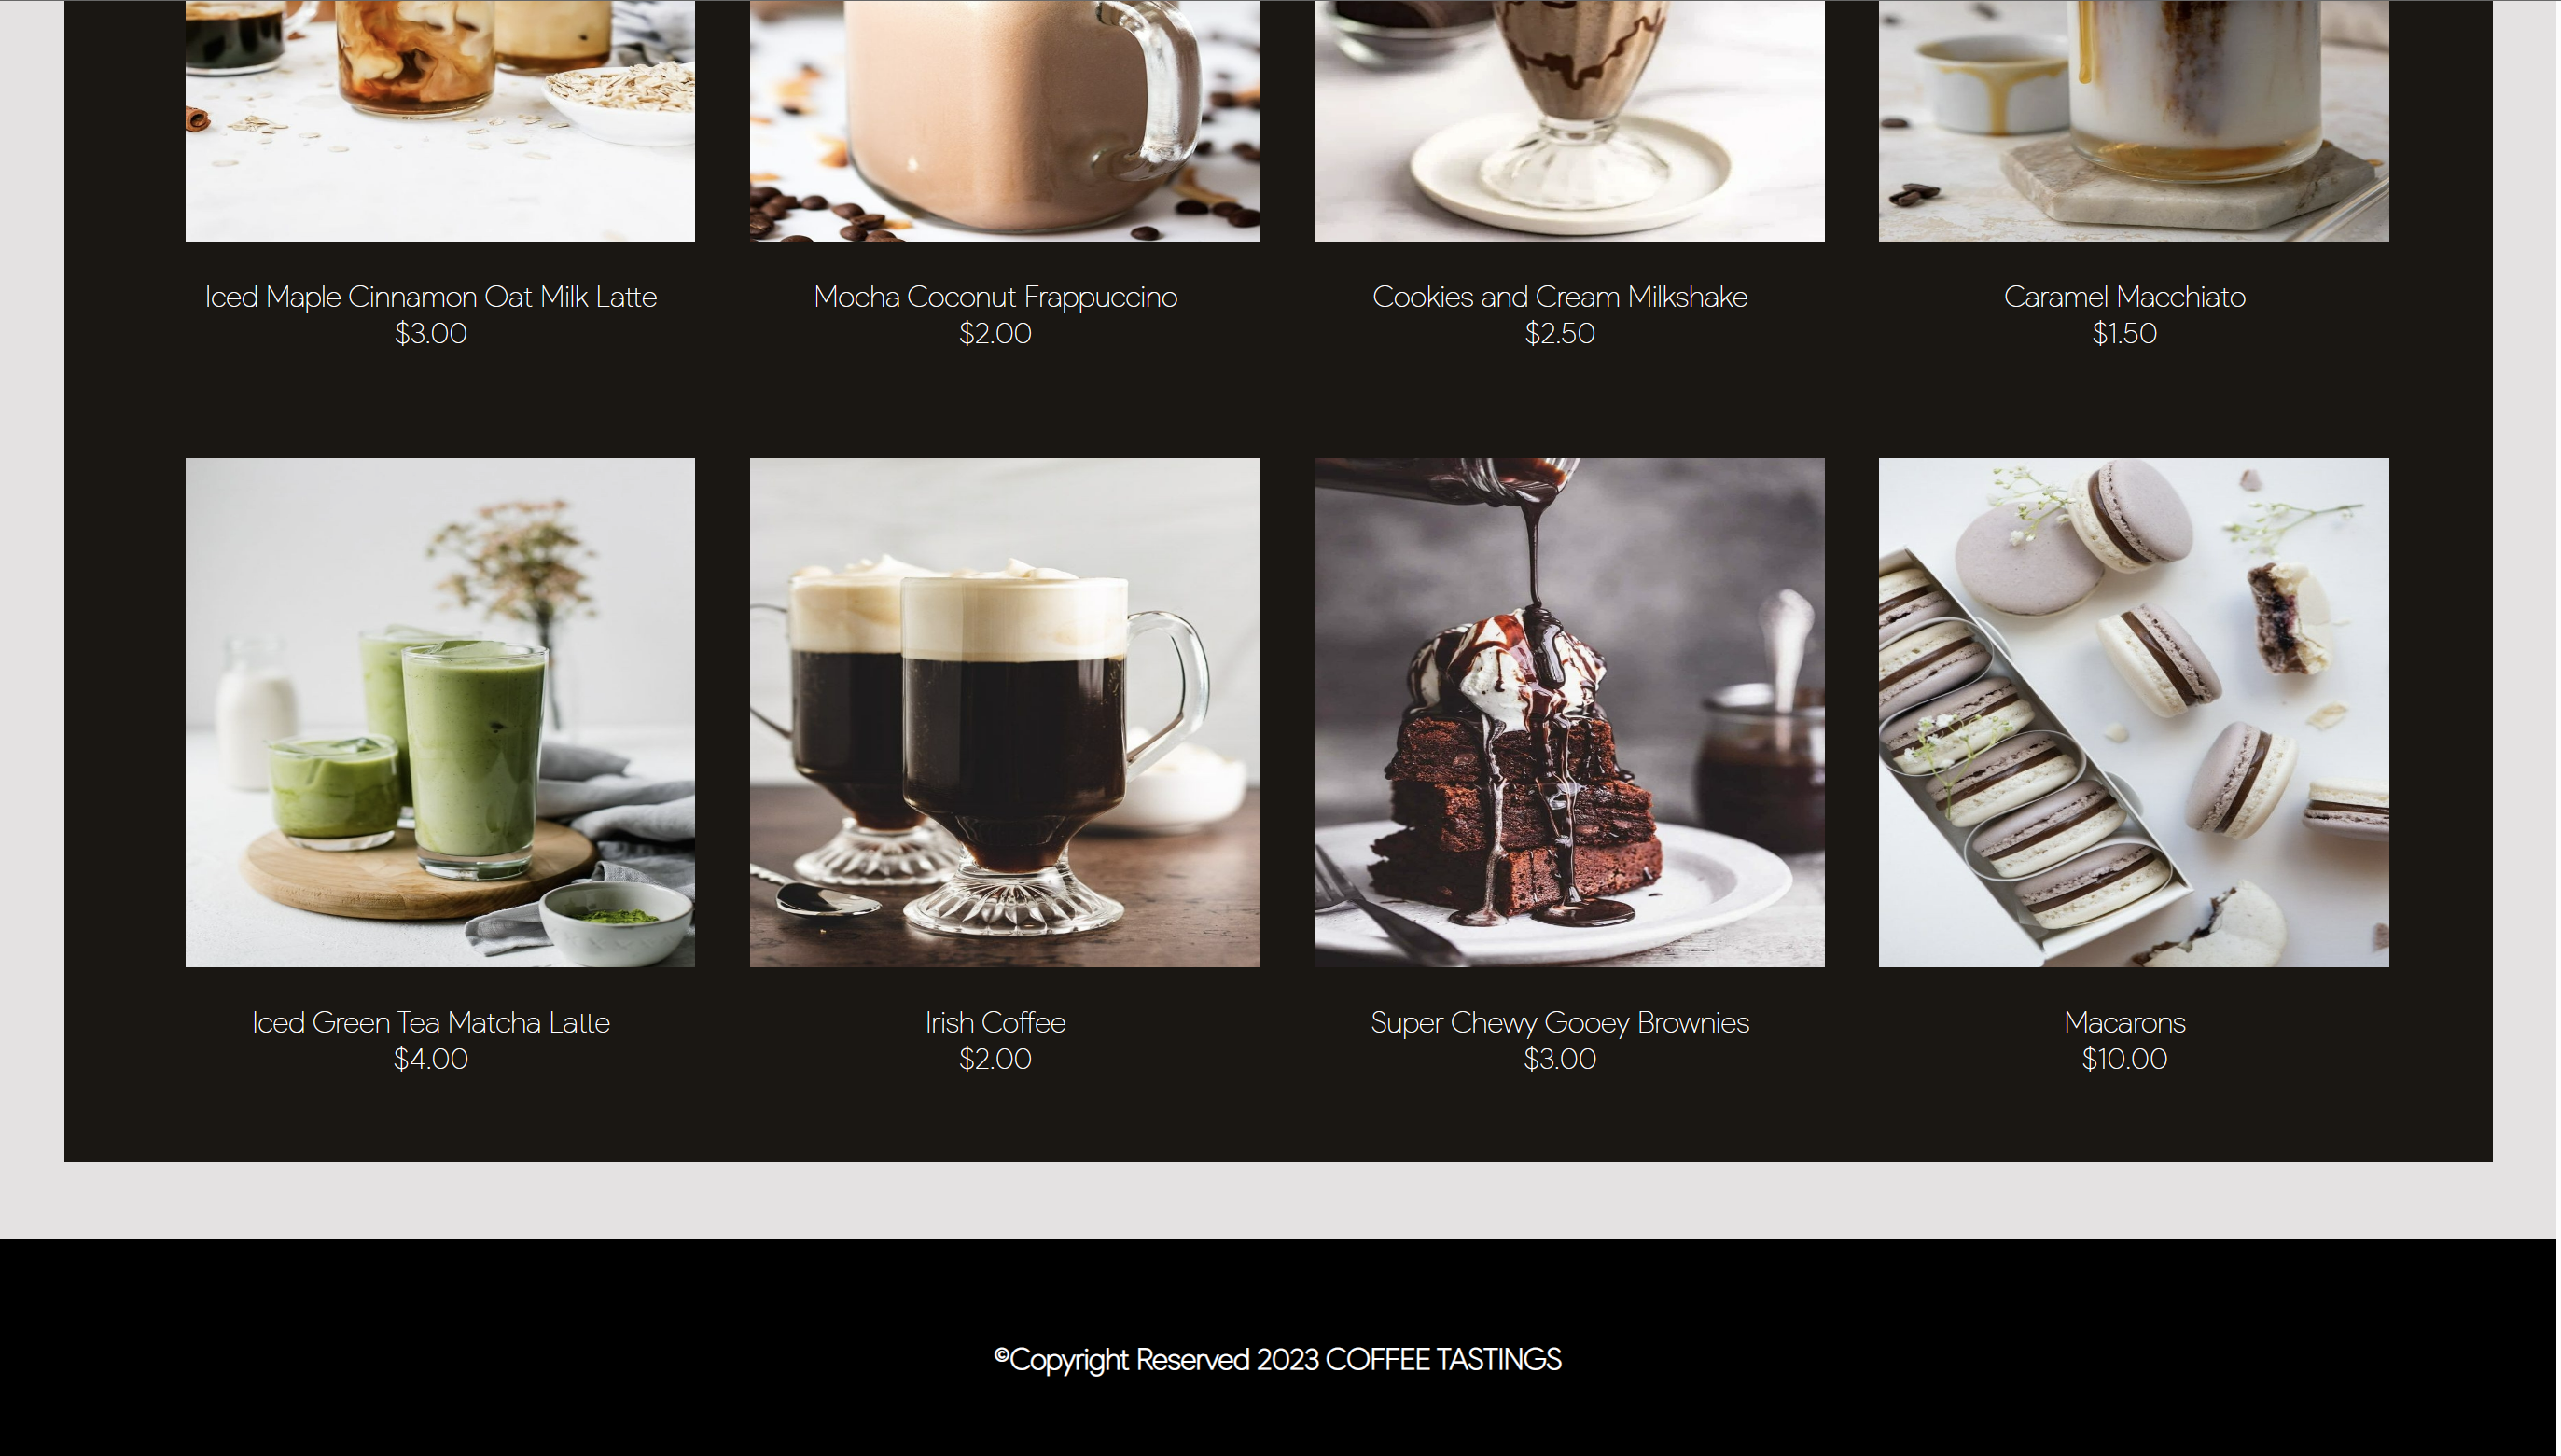 Iced Maple Cinnamon Oat Milk Latte
$3.00
Mocha Coconut Frappuccino
$2.00
Cookies and Cream Milkshake
$2.50
Caramel Macchiato
$1.50
Iced Green Tea Matcha Latte
$4.00
Irish Coffee
$2.00
Super Chewy Gooey Brownies
$3.00
Macarons
$10.00
©Copyright Reserved 2023 COFFEE TASTINGS